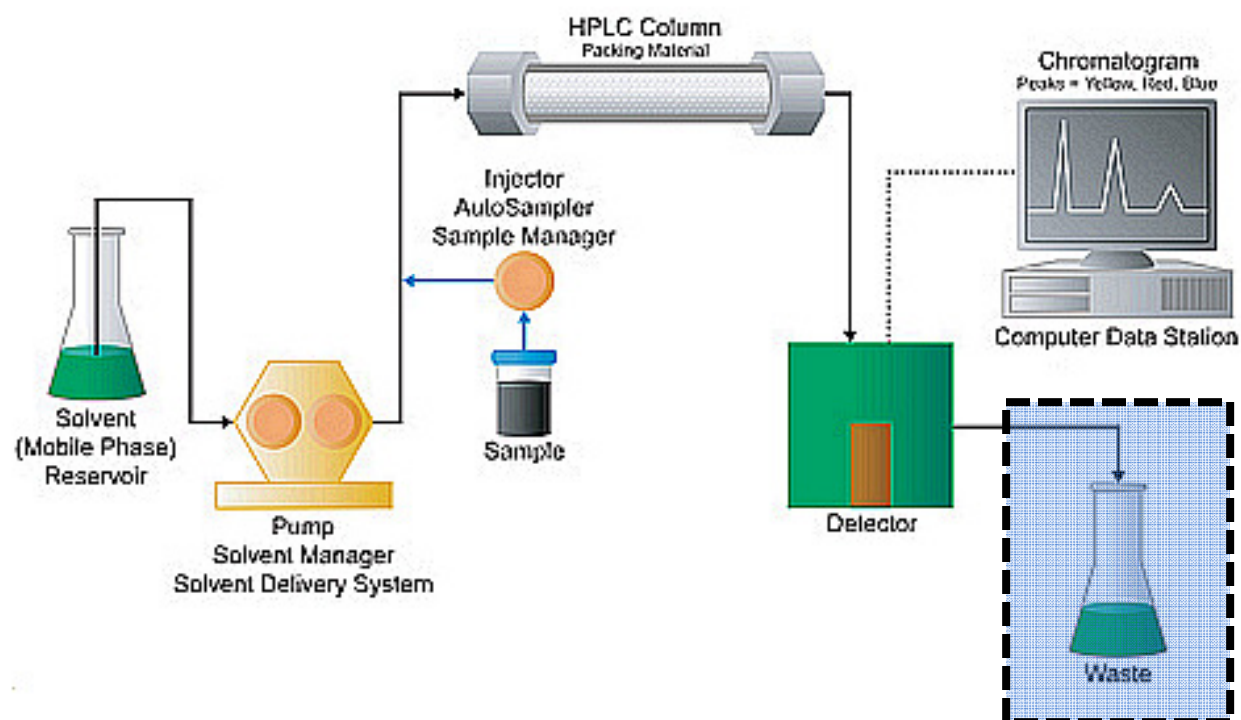 HPLC Column
Packing Material
Chromatogram
Peaks = Yellow, Red, Blue
Injector
AutoSampler
Sample Manager
Solvent
(Mobile Phase)
Reservoir
Sample
Pump
Solvent Manager
Solvent Delivery System
Computer Data Station
Detector
Waste